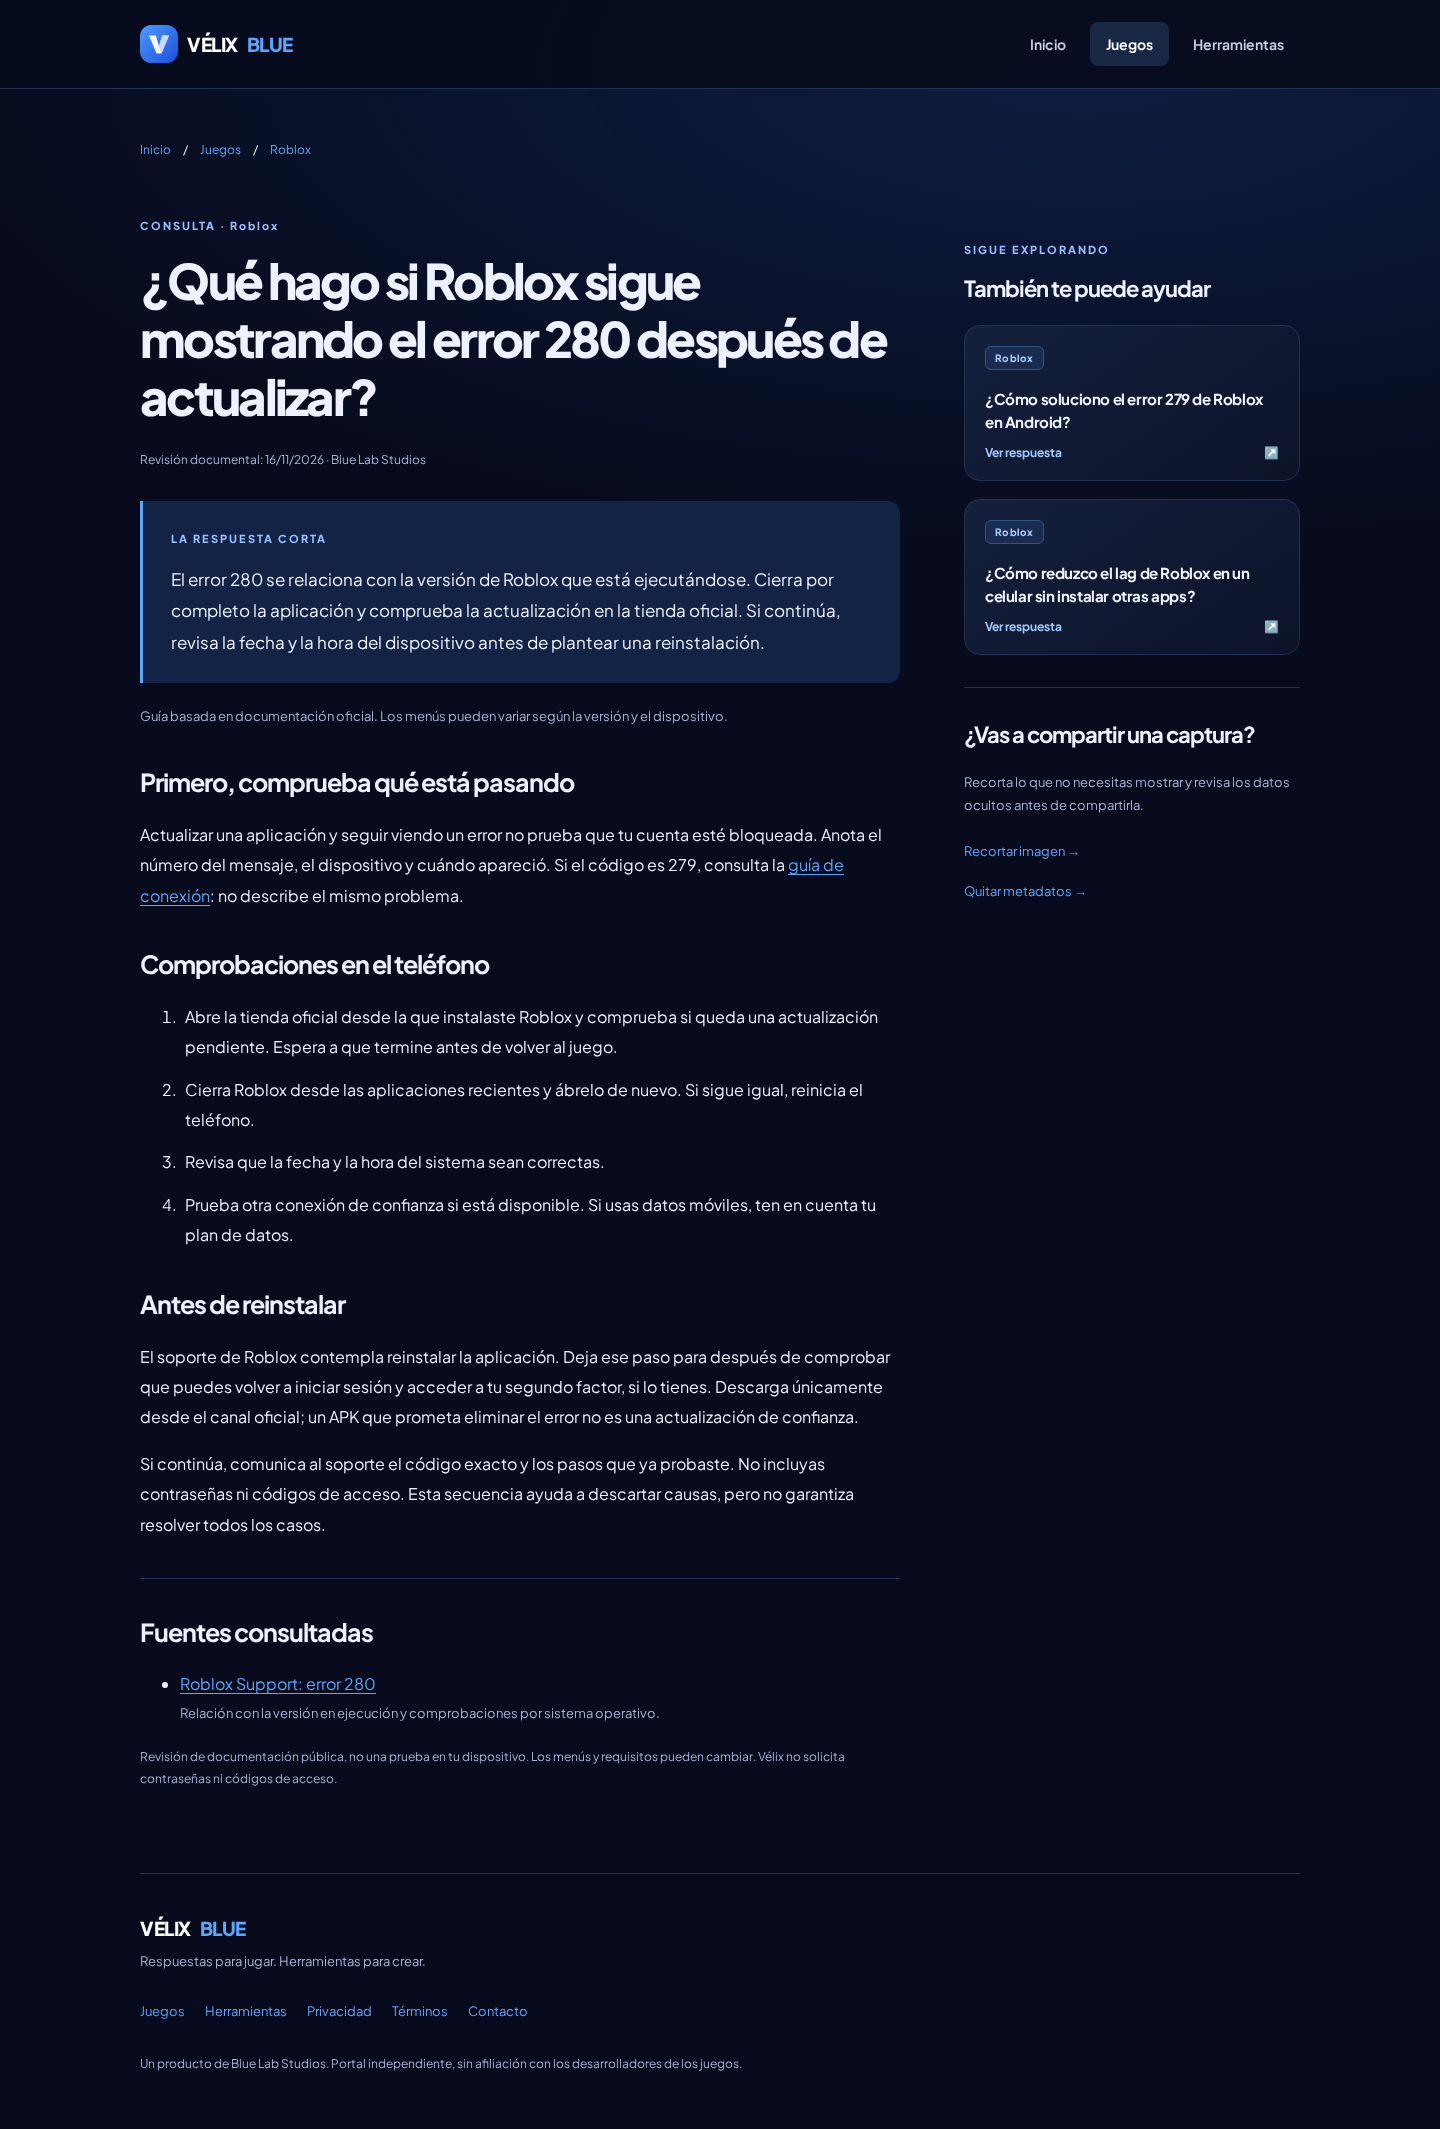 VÉLIX BLUE
Inicio
Juegos
Herramientas
Inicio / Juegos / Roblox
CONSULTA · Roblox
¿Qué hago si Roblox sigue
mostrando el error 280 después de
actualizar?
Revisión documental: 16/11/2026 · Blue Lab Studios
LA RESPUESTA CORTA
El error 280 se relaciona con la versión de Roblox que está ejecutándose. Cierra por
completo la aplicación y comprueba la actualización en la tienda oficial. Si continúa,
revisa la fecha y la hora del dispositivo antes de plantear una reinstalación.
Guía basada en documentación oficial. Los menús pueden variar según la versión y el dispositivo.
Primero, comprueba qué está pasando
Actualizar una aplicación y seguir viendo un error no prueba que tu cuenta esté bloqueada. Anota el
número del mensaje, el dispositivo y cuándo apareció. Si el código es 279, consulta la guía de
conexión: no describe el mismo problema.
Comprobaciones en el teléfono
1. Abre la tienda oficial desde la que instalaste Roblox y comprueba si queda una actualización
pendiente. Espera a que termine antes de volver al juego.
2. Cierra Roblox desde las aplicaciones recientes y ábrelo de nuevo. Si sigue igual, reinicia el
teléfono.
3. Revisa que la fecha y la hora del sistema sean correctas.
4. Prueba otra conexión de confianza si está disponible. Si usas datos móviles, ten en cuenta tu
plan de datos.
Antes de reinstalar
El soporte de Roblox contempla reinstalar la aplicación. Deja ese paso para después de comprobar
que puedes volver a iniciar sesión y acceder a tu segundo factor, si lo tienes. Descarga únicamente
desde el canal oficial; un APK que prometa eliminar el error no es una actualización de confianza.
Si continúa, comunica al soporte el código exacto y los pasos que ya probaste. No incluyas
contraseñas ni códigos de acceso. Esta secuencia ayuda a descartar causas, pero no garantiza
resolver todos los casos.
Fuentes consultadas
• Roblox Support: error 280
Relación con la versión en ejecución y comprobaciones por sistema operativo.
Revisión de documentación pública, no una prueba en tu dispositivo. Los menús y requisitos pueden cambiar. Vélix no solicita
contraseñas ni códigos de acceso.
SIGUE EXPLORANDO
También te puede ayudar
Roblox
¿Cómo soluciono el error 279 de Roblox
en Android?
Ver respuesta ↗
Roblox
¿Cómo reduzco el lag de Roblox en un
celular sin instalar otras apps?
Ver respuesta ↗
¿Vas a compartir una captura?
Recorta lo que no necesitas mostrar y revisa los datos
ocultos antes de compartirla.
Recortar imagen →
Quitar metadatos →
VÉLIX BLUE
Respuestas para jugar. Herramientas para crear.
Juegos Herramientas Privacidad Términos Contacto
Un producto de Blue Lab Studios. Portal independiente, sin afiliación con los desarrolladores de los juegos.